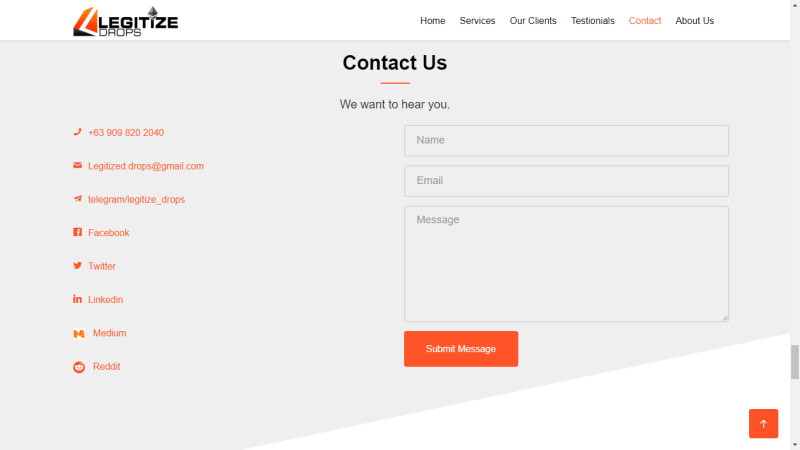 LEGITIZE
DROPS
Home Services Our Clients Testionials Contact About Us
Contact Us
We want to hear you.
+63 909 820 2040
Legitized.drops@gmail.com
telegram/legitize_drops
Facebook
Twitter
Linkedin
Medium
Reddit
Name
Email
Message
Submit Message